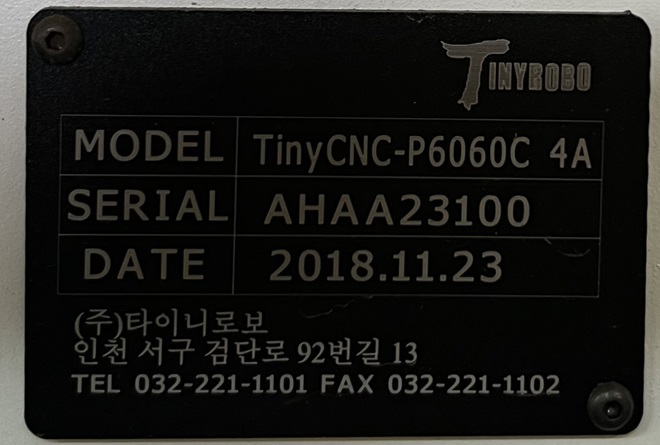 TINYROBO
MODEL TinyCNC-P6060C 4A
SERIAL AHAA23100
DATE 2018.11.23
(주)타이니로보
인천 서구 검단로 92번길 13
TEL 032-221-1101 FAX 032-221-1102